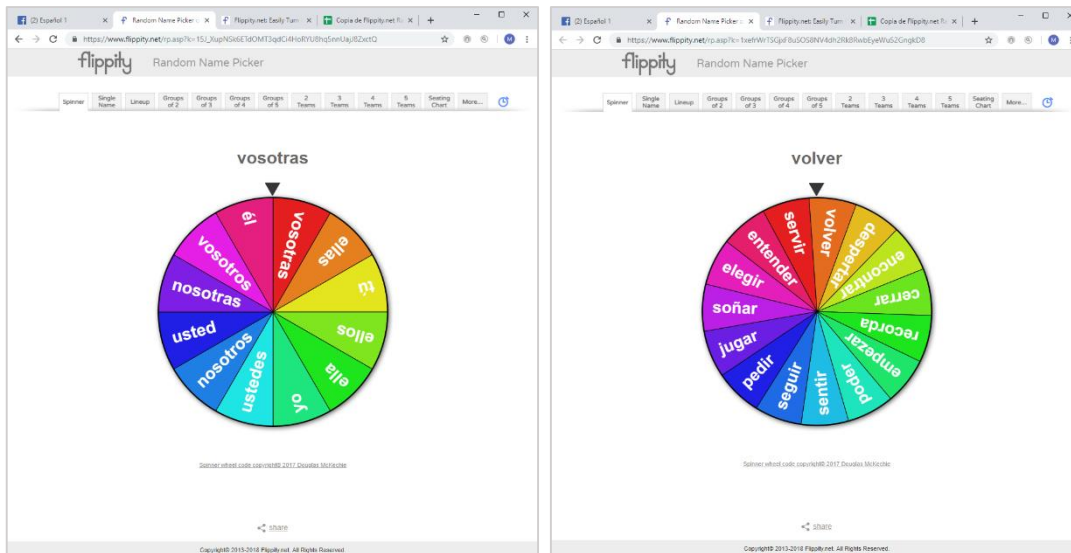 (2) Español 1
Random Name Picker
Flippity.net: Easily Turn
Copia de Flippity.net R
flippity
Random Name Picker
Spinner
Single Name
Lineup
Groups of 2
Groups of 3
Groups of 4
Groups of 5
2 Teams
3 Teams
4 Teams
5 Teams
Seating Chart
More...
vosotras
vosotras
ellas
tú
ellos
ella
yo
ustedes
nosotros
usted
nosotras
vosotros
él
Spinner wheel code copyright© 2017 Douglas McKechnie
share
Copyright© 2013-2018 Flippity.net. All Rights Reserved.
(2) Español 1
Random Name Picker
Flippity.net: Easily Turn
Copia de Flippity.net R
flippity
Random Name Picker
Spinner
Single Name
Lineup
Groups of 2
Groups of 3
Groups of 4
Groups of 5
2 Teams
3 Teams
4 Teams
5 Teams
Seating Chart
More...
volver
volver
despertar
encontrar
cerrar
recorda
empezar
poder
sentir
seguir
pedir
jugar
soñar
elegir
entender
servir
Spinner wheel code copyright© 2017 Douglas McKechnie
share
Copyright© 2013-2018 Flippity.net. All Rights Reserved.